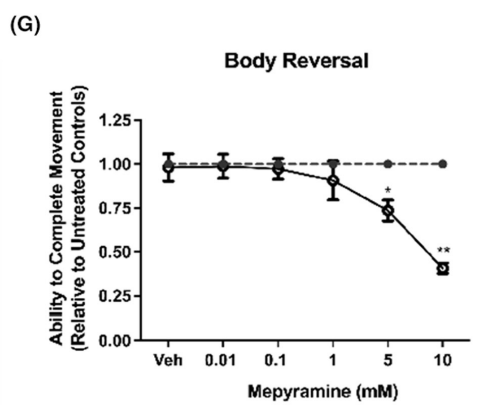 (G)
Body Reversal
Ability to Complete Movement
(Relative to Untreated Controls)
1.25
1.00
0.75
0.50
0.25
0.00
*
**
Veh 0.01 0.1 1 5 10
Mepyramine (mM)